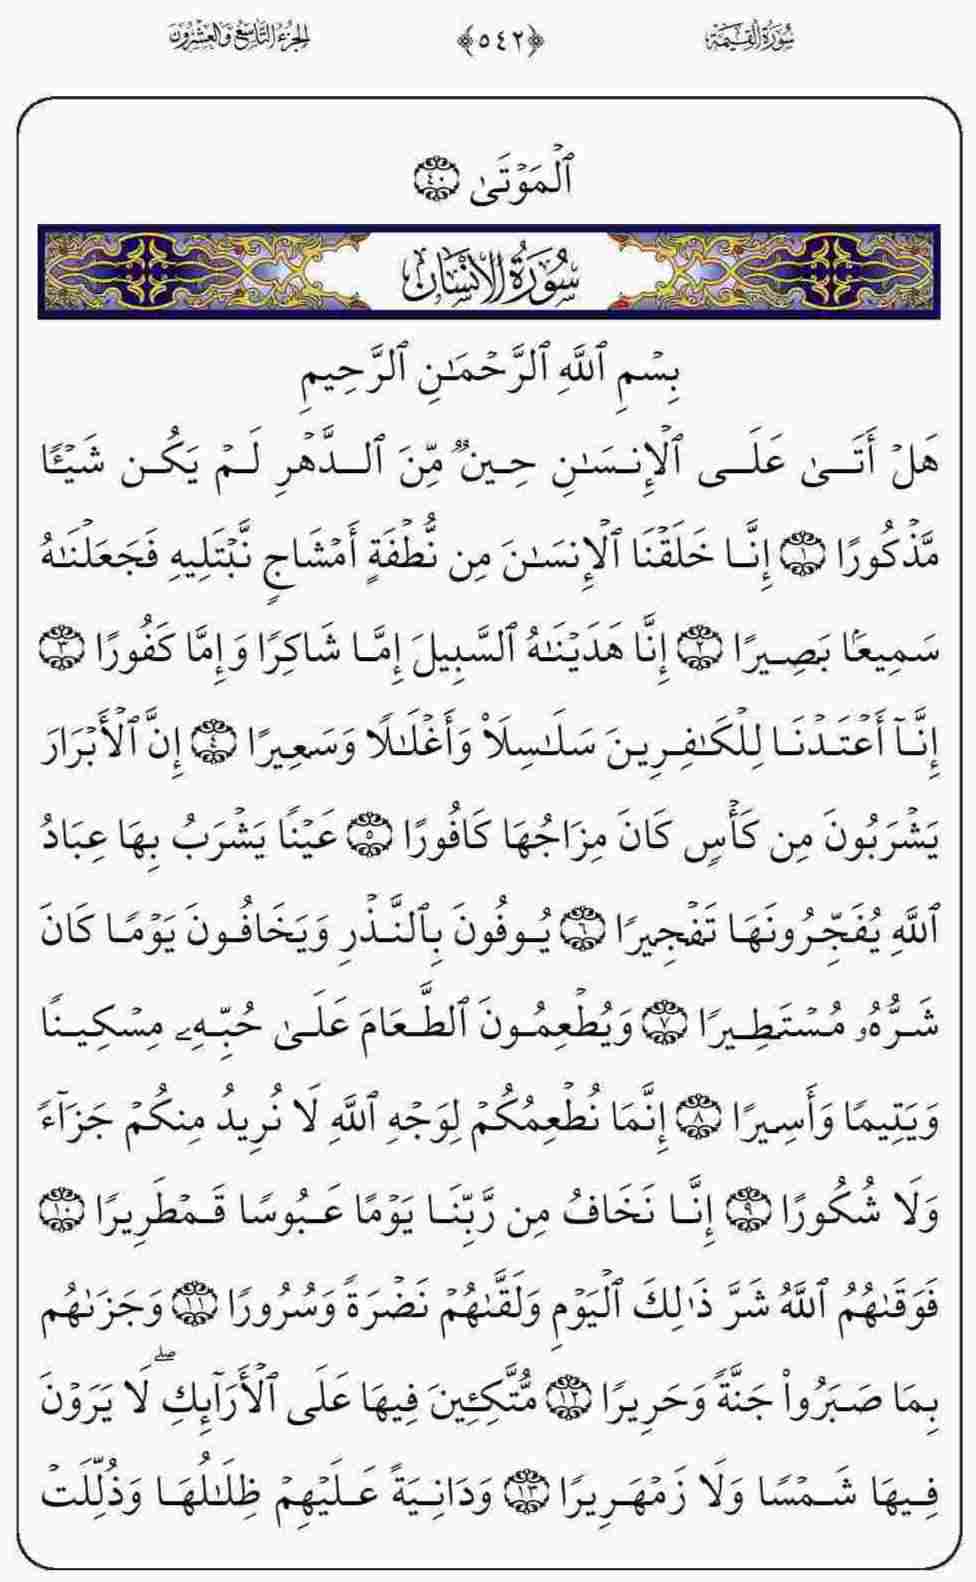 سُورَةُ القِيَٰمَة ﴿٥٤٢﴾ الجُزْءُ التَّاسِعُ وَالعِشْرُونَ
ٱلْمَوْتَىٰ ٤٠
سُورَةُ الإِنسَان
بِسْمِ ٱللَّهِ ٱلرَّحْمَٰنِ ٱلرَّحِيمِ
هَلْ أَتَىٰ عَلَى ٱلْإِنسَٰنِ حِينٌ مِّنَ ٱلدَّهْرِ لَمْ يَكُن شَيْـًٔا
مَّذْكُورًا ١ إِنَّا خَلَقْنَا ٱلْإِنسَٰنَ مِن نُّطْفَةٍ أَمْشَاجٍ نَّبْتَلِيهِ فَجَعَلْنَٰهُ
سَمِيعًۢا بَصِيرًا ٢ إِنَّا هَدَيْنَٰهُ ٱلسَّبِيلَ إِمَّا شَاكِرًا وَإِمَّا كَفُورًا ٣
إِنَّآ أَعْتَدْنَا لِلْكَٰفِرِينَ سَلَٰسِلَا۟ وَأَغْلَٰلًا وَسَعِيرًا ٤ إِنَّ ٱلْأَبْرَارَ
يَشْرَبُونَ مِن كَأْسٍ كَانَ مِزَاجُهَا كَافُورًا ٥ عَيْنًا يَشْرَبُ بِهَا عِبَادُ
ٱللَّهِ يُفَجِّرُونَهَا تَفْجِيرًا ٦ يُوفُونَ بِٱلنَّذْرِ وَيَخَافُونَ يَوْمًا كَانَ
شَرُّهُۥ مُسْتَطِيرًا ٧ وَيُطْعِمُونَ ٱلطَّعَامَ عَلَىٰ حُبِّهِۦ مِسْكِينًا
وَيَتِيمًا وَأَسِيرًا ٨ إِنَّمَا نُطْعِمُكُمْ لِوَجْهِ ٱللَّهِ لَا نُرِيدُ مِنكُمْ جَزَآءً
وَلَا شُكُورًا ٩ إِنَّا نَخَافُ مِن رَّبِّنَا يَوْمًا عَبُوسًا قَمْطَرِيرًا ١٠
فَوَقَىٰهُمُ ٱللَّهُ شَرَّ ذَٰلِكَ ٱلْيَوْمِ وَلَقَّىٰهُمْ نَضْرَةً وَسُرُورًا ١١ وَجَزَىٰهُم
بِمَا صَبَرُوا۟ جَنَّةً وَحَرِيرًا ١٢ مُّتَّكِـِٔينَ فِيهَا عَلَى ٱلْأَرَآئِكِ ۖ لَا يَرَوْنَ
فِيهَا شَمْسًا وَلَا زَمْهَرِيرًا ١٣ وَدَانِيَةً عَلَيْهِمْ ظِلَٰلُهَا وَذُلِّلَتْ